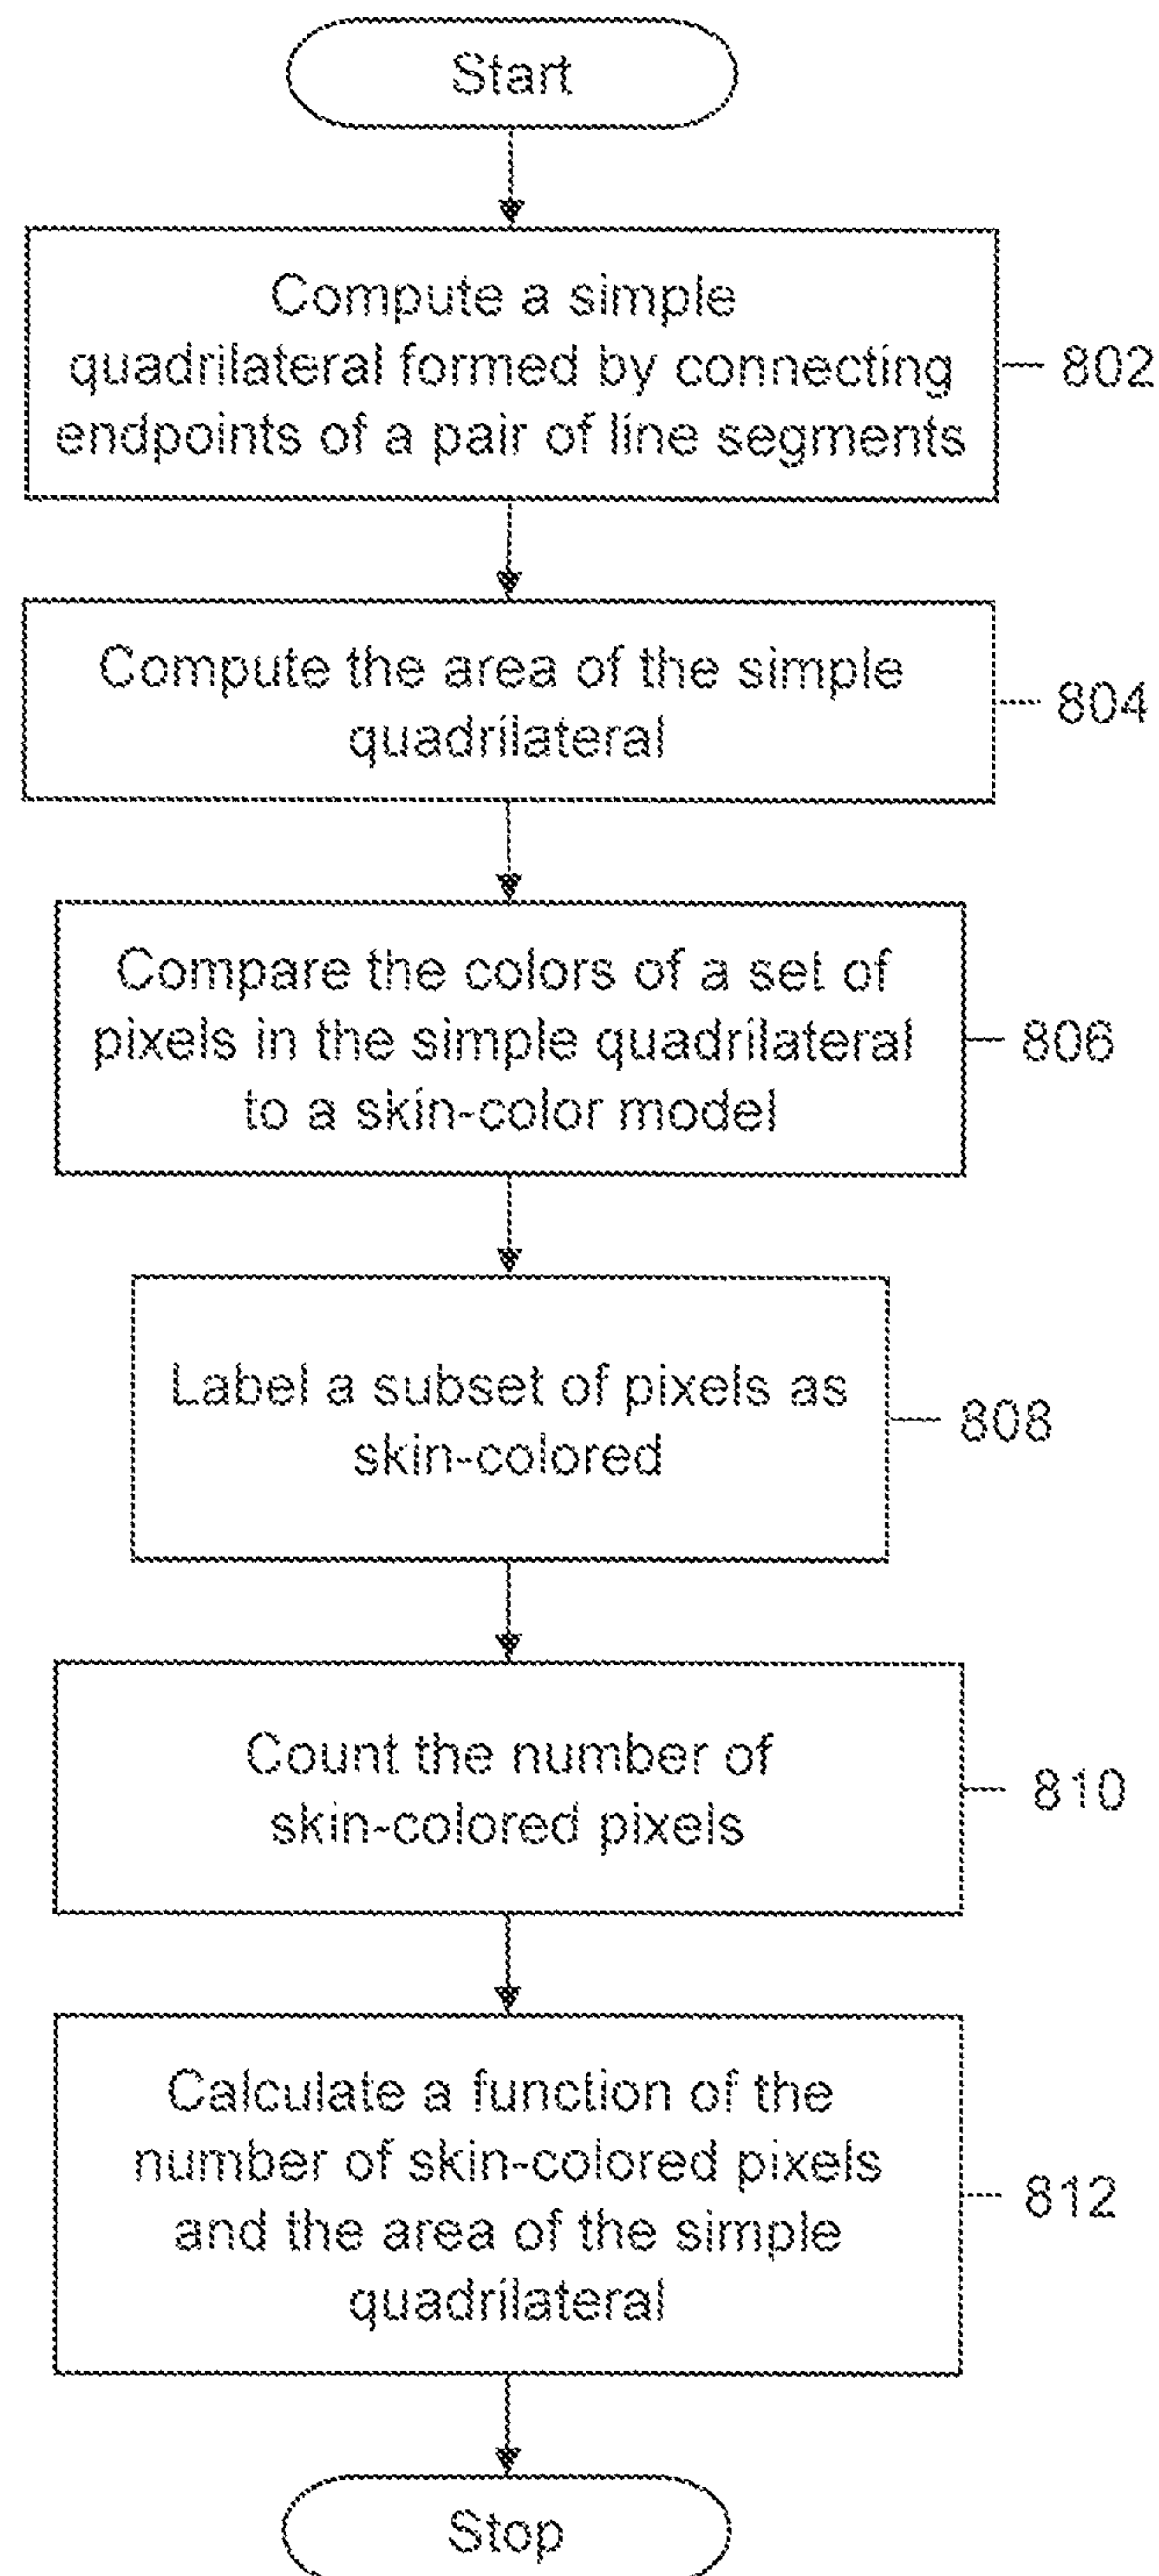 Start
Compute a simple
quadrilateral formed by connecting
endpoints of a pair of line segments
802
Compute the area of the simple
quadrilateral
804
Compare the colors of a set of
pixels in the simple quadrilateral
to a skin-color model
806
Label a subset of pixels as
skin-colored
808
Count the number of
skin-colored pixels
810
Calculate a function of the
number of skin-colored pixels
and the area of the simple
quadrilateral
812
Stop